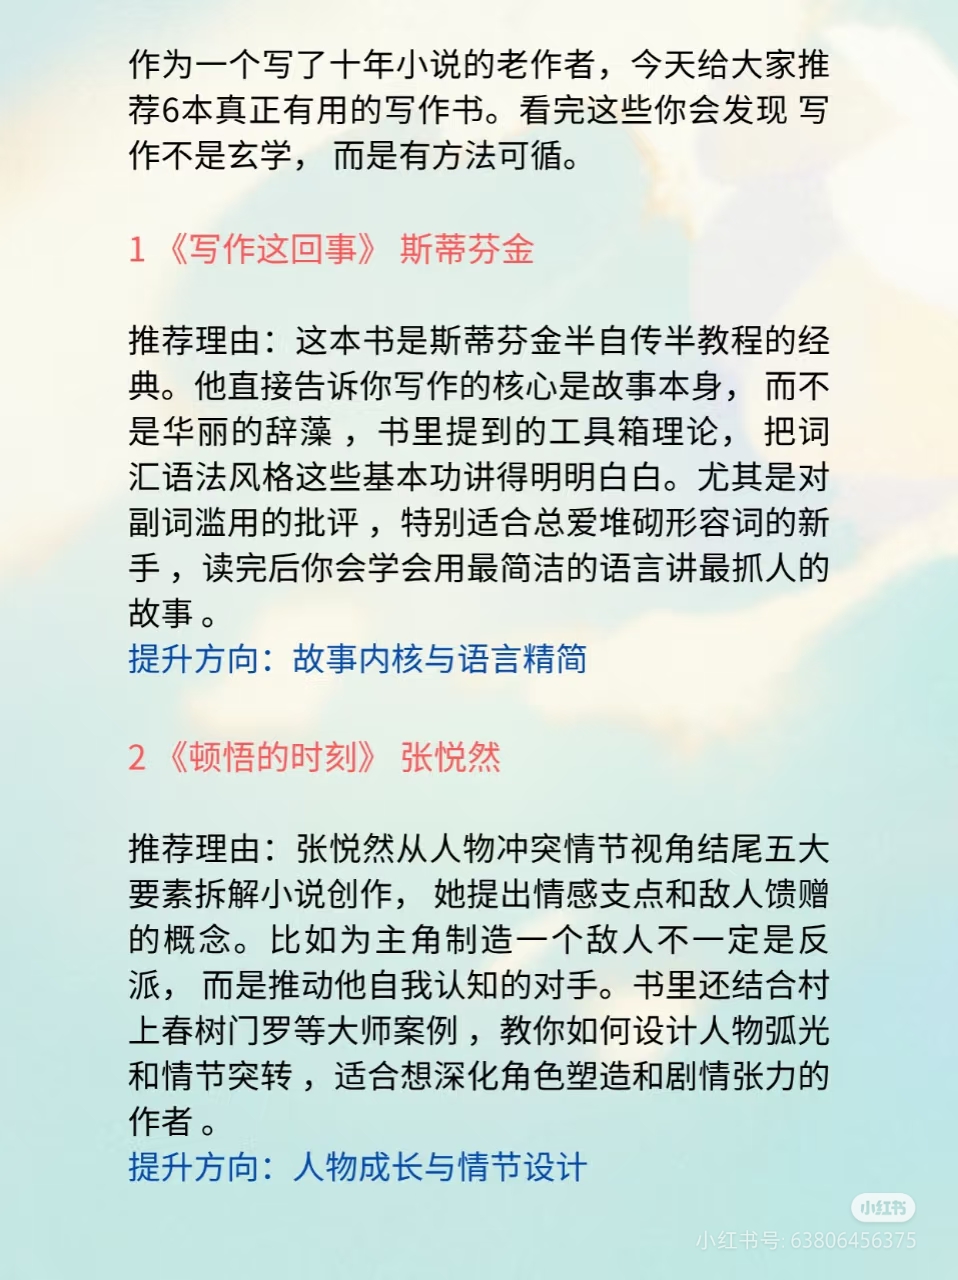 作为一个写了十年小说的老作者，今天给大家推
荐6本真正有用的写作书。看完这些你会发现 写
作不是玄学， 而是有方法可循。
1 《写作这回事》 斯蒂芬金
推荐理由：这本书是斯蒂芬金半自传半教程的经
典。他直接告诉你写作的核心是故事本身， 而不
是华丽的辞藻 ，书里提到的工具箱理论， 把词
汇语法风格这些基本功讲得明明白白。尤其是对
副词滥用的批评 ，特别适合总爱堆砌形容词的新
手 ，读完后你会学会用最简洁的语言讲最抓人的
故事 。
提升方向：故事内核与语言精简
2 《顿悟的时刻》 张悦然
推荐理由：张悦然从人物冲突情节视角结尾五大
要素拆解小说创作， 她提出情感支点和敌人馈赠
的概念。比如为主角制造一个敌人不一定是反
派， 而是推动他自我认知的对手。书里还结合村
上春树门罗等大师案例 ，教你如何设计人物弧光
和情节突转 ，适合想深化角色塑造和剧情张力的
作者 。
提升方向：人物成长与情节设计
小红书
小红书号: 63806456375